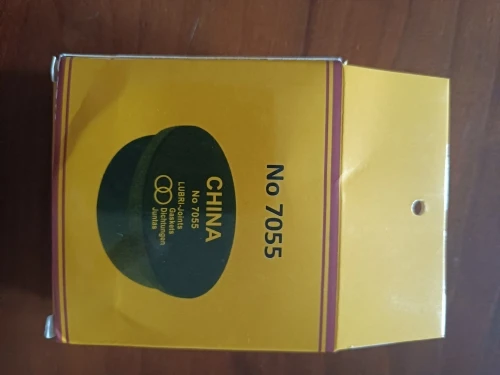 No 7055
CHINA
No 7055
LUBRI-Joints
Gaskets
Dichtungen
Juntas